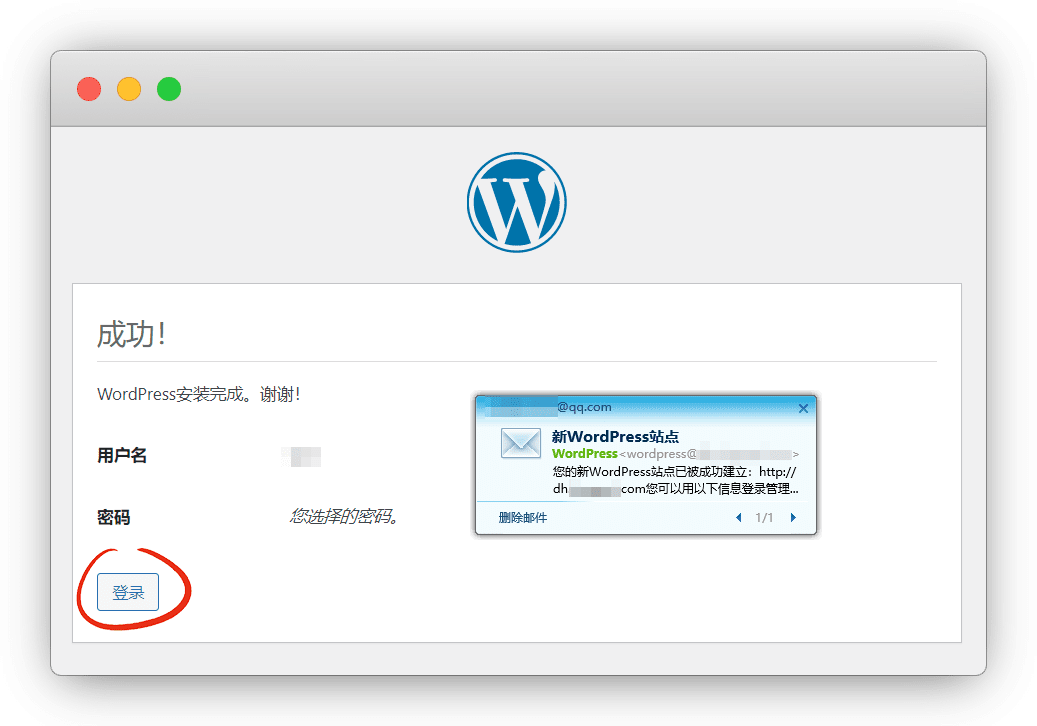 成功！
WordPress安装完成。谢谢！
用户名
密码
您选择的密码。
登录
@qq.com
新WordPress站点
WordPress<wordpress@ >
您的新WordPress站点已被成功建立：http://
dh com您可以用以下信息登录管理...
删除邮件
1/1